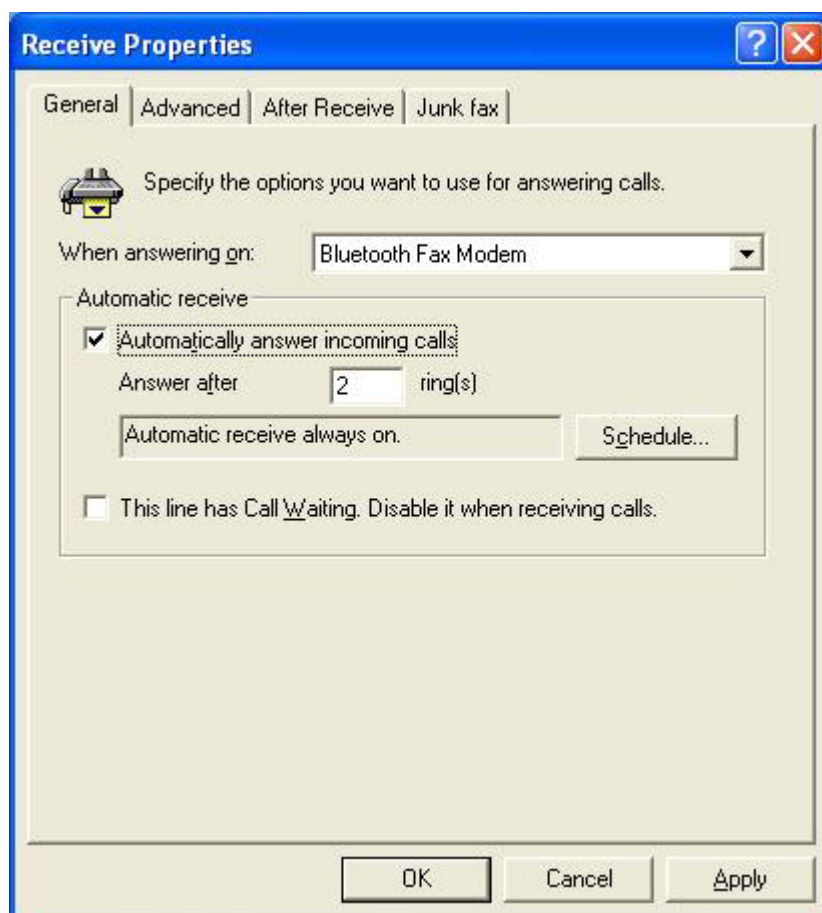 Receive Properties
General Advanced After Receive Junk fax
Specify the options you want to use for answering calls.
When answering on: Bluetooth Fax Modem
Automatic receive
Automatically answer incoming calls
Answer after 2 ring(s)
Automatic receive always on. Schedule...
This line has Call Waiting. Disable it when receiving calls.
OK Cancel Apply